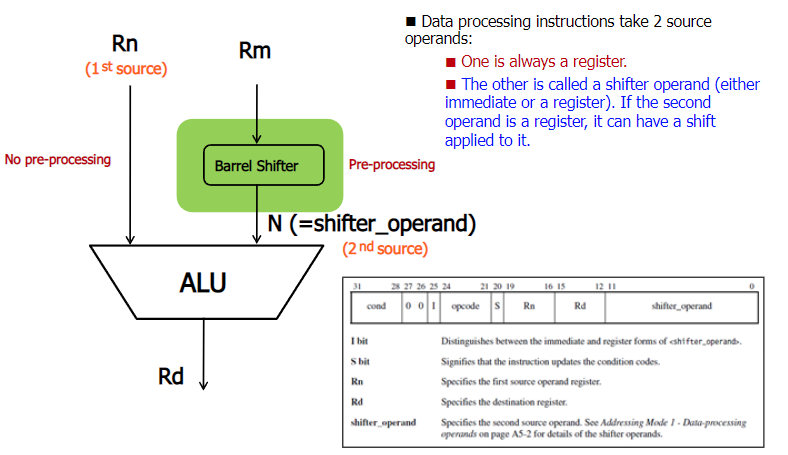 Rn
(1st source)
Rm
No pre-processing
Barrel Shifter
Pre-processing
N (=shifter_operand)
(2nd source)
ALU
Rd
■ Data processing instructions take 2 source
operands:
■ One is always a register.
■ The other is called a shifter operand (either
immediate or a register). If the second
operand is a register, it can have a shift
applied to it.
31 28 27 26 25 24 21 20 19 16 15 12 11 0
cond 0 0 I opcode S Rn Rd shifter_operand
I bit Distinguishes between the immediate and register forms of <shifter_operand>.
S bit Signifies that the instruction updates the condition codes.
Rn Specifies the first source operand register.
Rd Specifies the destination register.
shifter_operand Specifies the second source operand. See Addressing Mode 1 - Data-processing
operands on page A5-2 for details of the shifter operands.